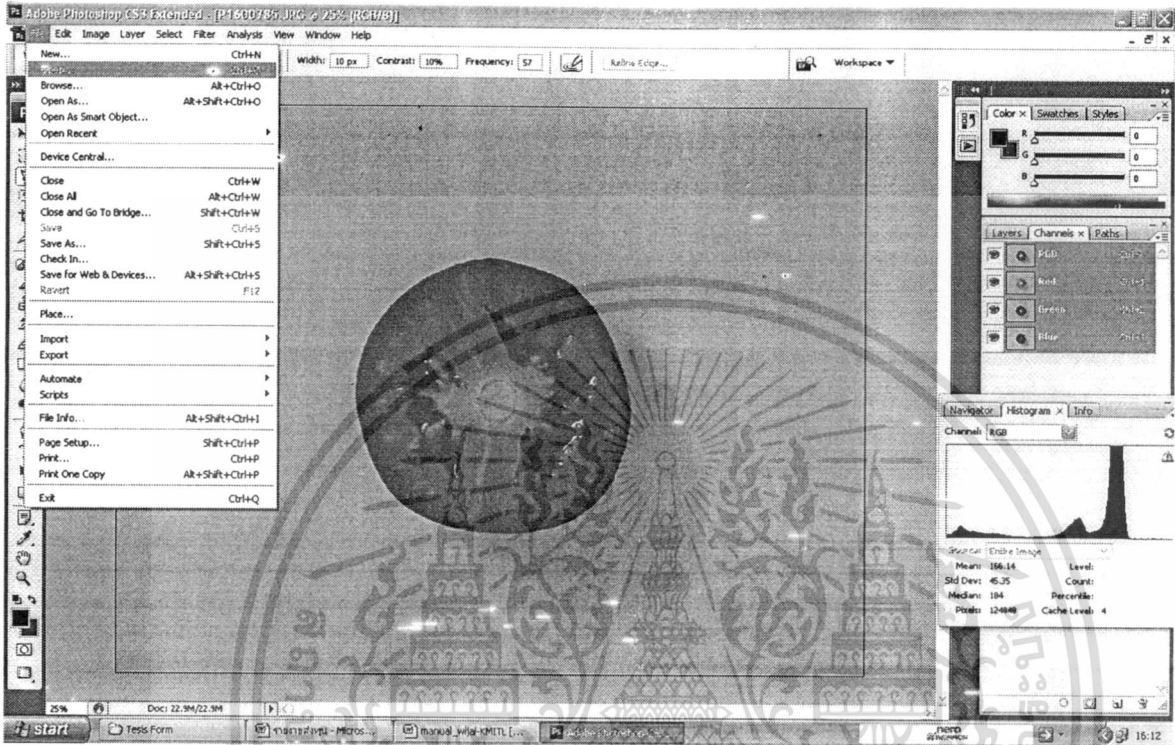 Adobe Photoshop CS3 Extended - [P1600785.JPG @ 25% (RGB/8)]
Edit Image Layer Select Filter Analysis View Window Help
Width: 10 px Contrast: 10% Frequency: 57 Refine Edge... Workspace
New... Ctrl+N
Browse... Alt+Ctrl+O
Open As... Alt+Shift+Ctrl+O
Open As Smart Object...
Open Recent
Device Central...
Close Ctrl+W
Close All Alt+Ctrl+W
Close and Go To Bridge... Shift+Ctrl+W
Save Ctrl+S
Save As... Shift+Ctrl+S
Check In...
Save for Web & Devices... Alt+Shift+Ctrl+S
Revert F12
Place...
Import
Export
Automate
Scripts
File Info... Alt+Shift+Ctrl+I
Page Setup... Shift+Ctrl+P
Print... Ctrl+P
Print One Copy Alt+Shift+Ctrl+P
Exit Ctrl+Q
Color × Swatches Styles
R 0
G 0
B 0
Layers Channels × Paths
RGB
Red
Green
Blue
Navigator Histogram × Info
Channel: RGB
Source: Entire Image
Mean: 166.14 Level:
Std Dev: 45.35 Count:
Median: 184 Percentile:
Pixels: 124848 Cache Level: 4
25% Doc: 22.9M/22.9M
start Tesis Form manual_wijai-KMITL [... nero 16:12